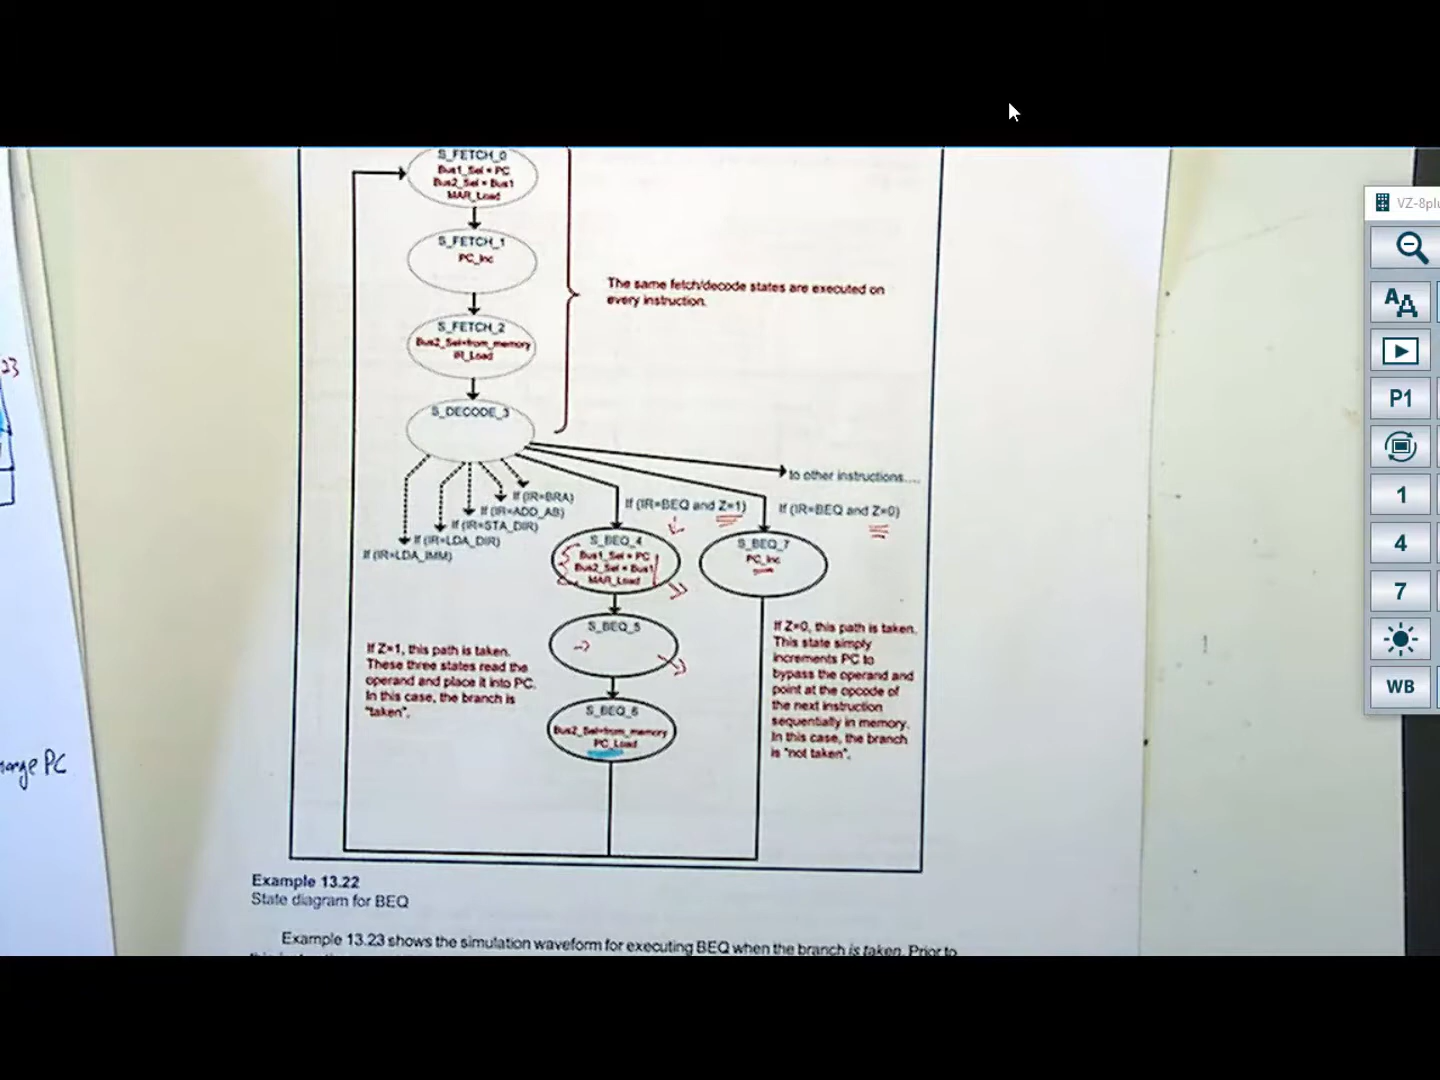 S_FETCH_0
Bus1_Sel = PC
Bus2_Sel = Bus1
MAR_Load
S_FETCH_1
PC_Inc
S_FETCH_2
Bus2_Sel=from_memory
IR_Load
S_DECODE_3
The same fetch/decode states are executed on
every instruction.
to other instructions....
If (IR=BRA)
If (IR=ADD_AB)
If (IR=STA_DIR)
If (IR=LDA_DIR)
If (IR=LDA_IMM)
If (IR=BEQ and Z=1)
If (IR=BEQ and Z=0)
S_BEQ_4
Bus1_Sel = PC
Bus2_Sel = Bus1
MAR_Load
S_BEQ_7
PC_Inc
S_BEQ_5
S_BEQ_6
Bus2_Sel=from_memory
PC_Load
If Z=1, this path is taken.
These three states read the
operand and place it into PC.
In this case, the branch is
"taken".
If Z=0, this path is taken.
This state simply
increments PC to
bypass the operand and
point at the opcode of
the next instruction
sequentially in memory.
In this case, the branch
is "not taken".
Example 13.22
State diagram for BEQ
Example 13.23 shows the simulation waveform for executing BEQ when the branch is taken. Prior to
23
PC
VZ-8plu
AA
P1
1
4
7
WB